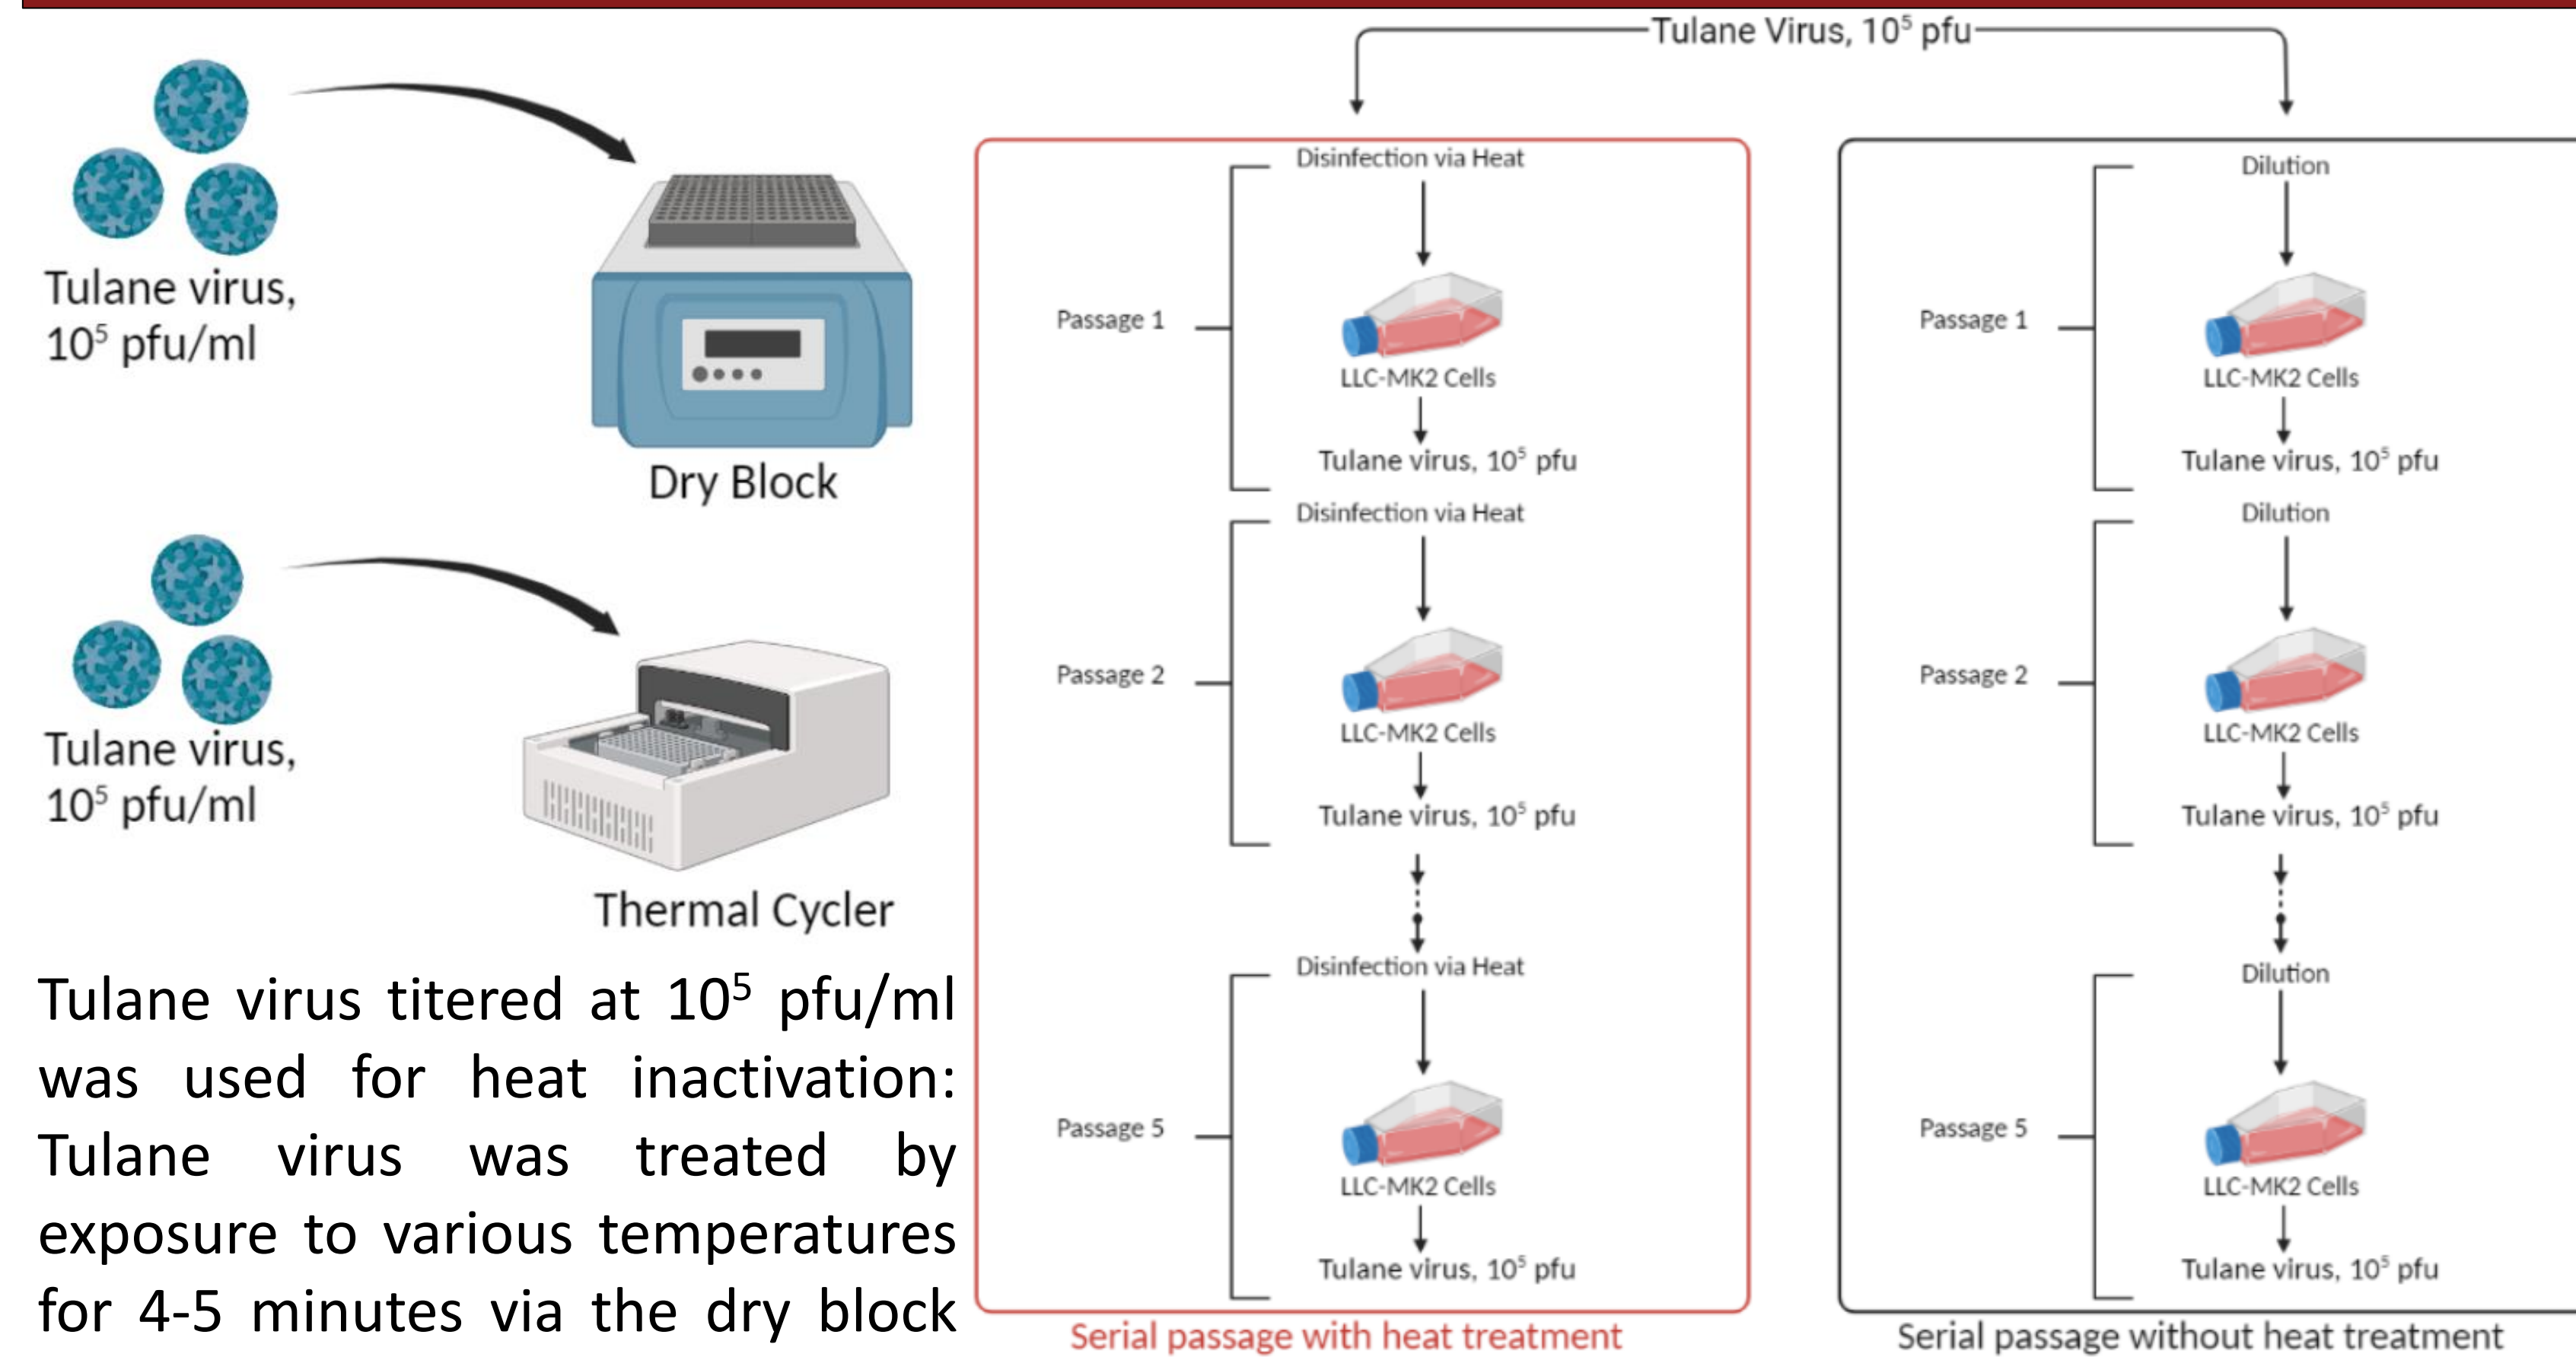 Tulane virus,
10⁵ pfu/ml
Dry Block
Tulane virus,
10⁵ pfu/ml
Thermal Cycler
Tulane virus titered at 10⁵ pfu/ml
was used for heat inactivation:
Tulane virus was treated by
exposure to various temperatures
for 4-5 minutes via the dry block
Tulane Virus, 10⁵ pfu
Disinfection via Heat
Passage 1
LLC-MK2 Cells
Tulane virus, 10⁵ pfu
Disinfection via Heat
Passage 2
LLC-MK2 Cells
Tulane virus, 10⁵ pfu
Disinfection via Heat
Passage 5
LLC-MK2 Cells
Tulane virus, 10⁵ pfu
Serial passage with heat treatment
Dilution
Passage 1
LLC-MK2 Cells
Tulane virus, 10⁵ pfu
Dilution
Passage 2
LLC-MK2 Cells
Tulane virus, 10⁵ pfu
Dilution
Passage 5
LLC-MK2 Cells
Tulane virus, 10⁵ pfu
Serial passage without heat treatment